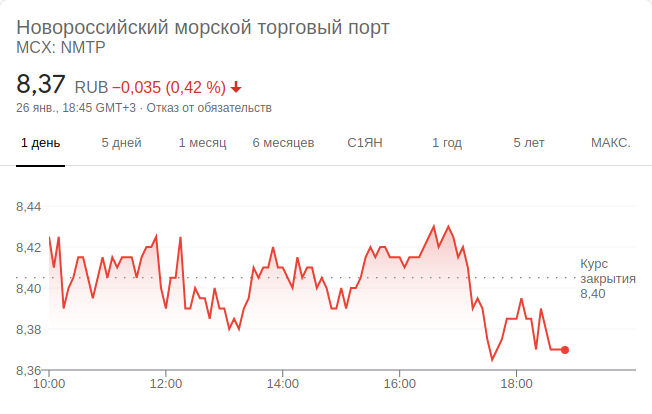 Новороссийский морской торговый порт
MCX: NMTP
8,37 RUB −0,035 (0,42 %)
26 янв., 18:45 GMT+3 · Отказ от обязательств
1 день 5 дней 1 месяц 6 месяцев С1ЯН 1 год 5 лет МАКС.
8,44
8,42
Курс
закрытия
8,40
8,40
8,38
8,36
10:00 12:00 14:00 16:00 18:00